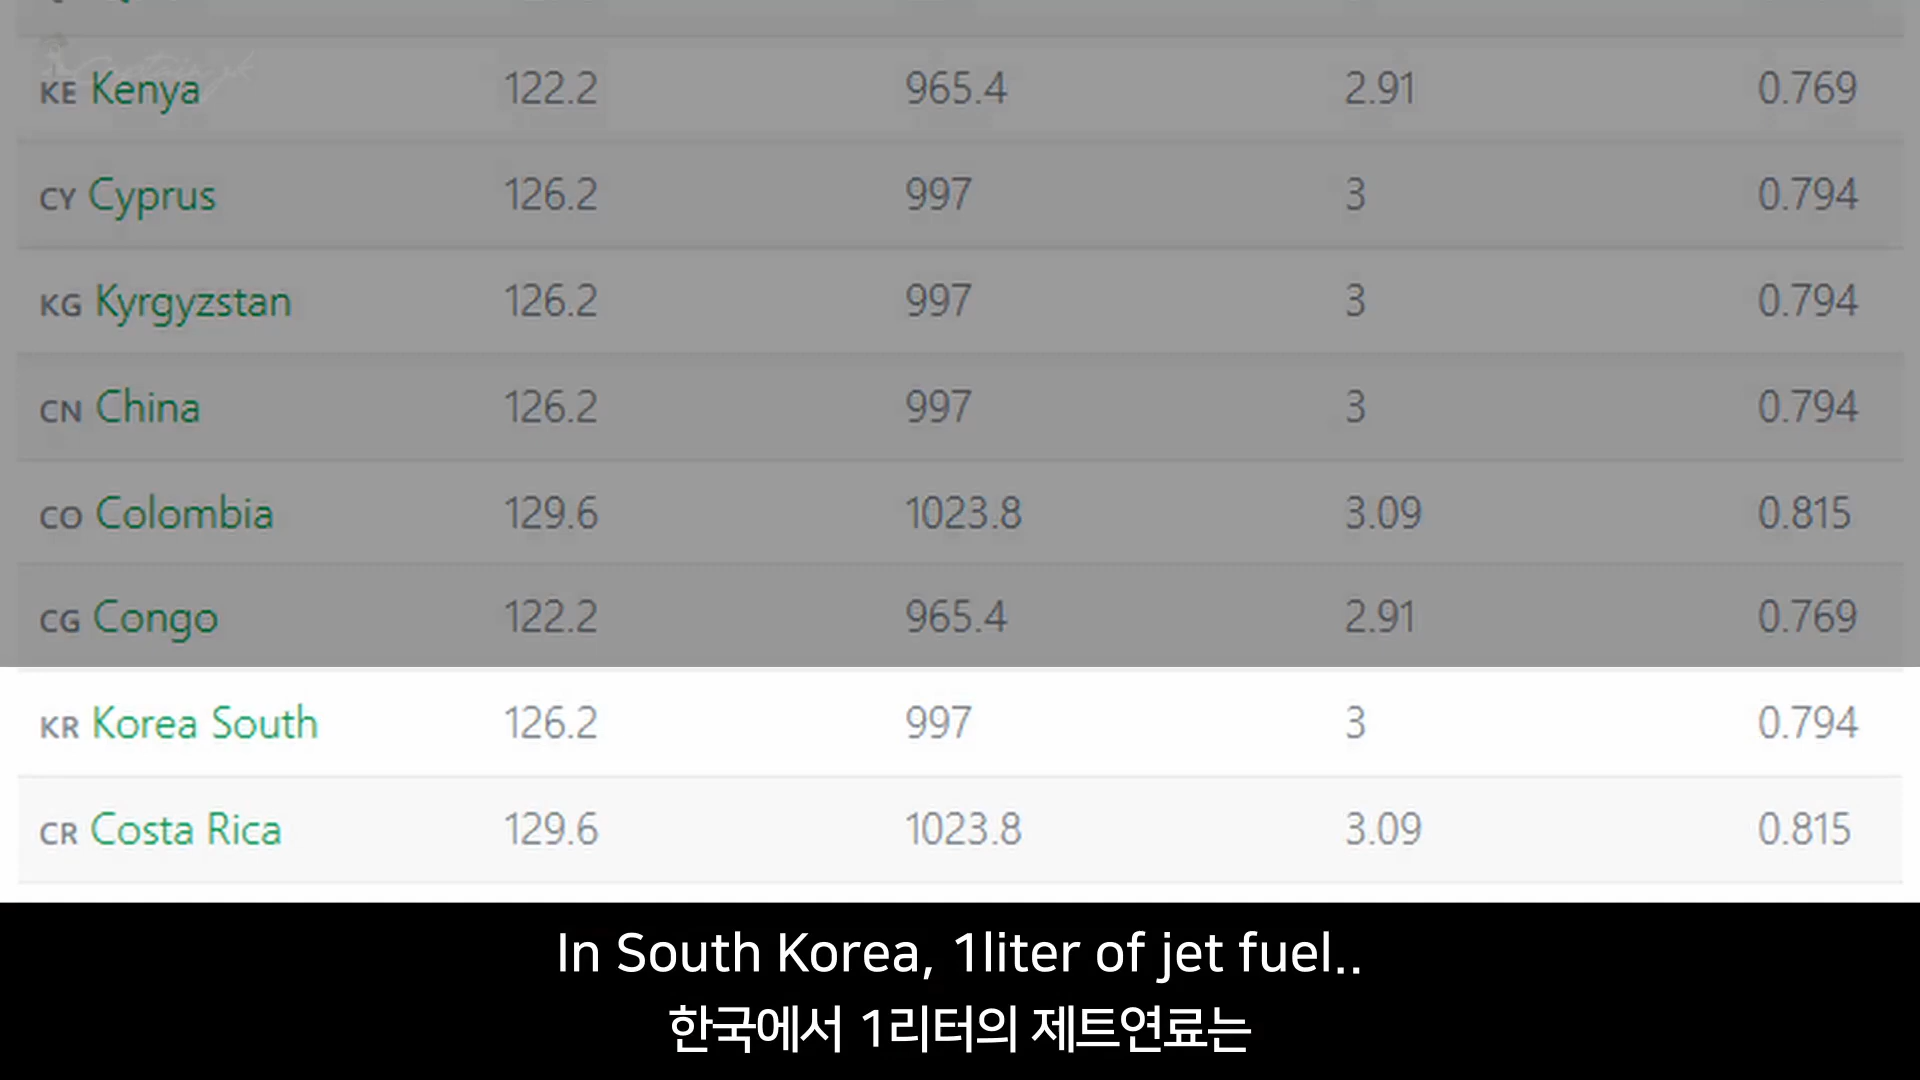 KE Kenya 122.2 965.4 2.91 0.769
CY Cyprus 126.2 997 3 0.794
KG Kyrgyzstan 126.2 997 3 0.794
CN China 126.2 997 3 0.794
CO Colombia 129.6 1023.8 3.09 0.815
CG Congo 122.2 965.4 2.91 0.769
KR Korea South 126.2 997 3 0.794
CR Costa Rica 129.6 1023.8 3.09 0.815
In South Korea, 1liter of jet fuel..
한국에서 1리터의 제트연료는